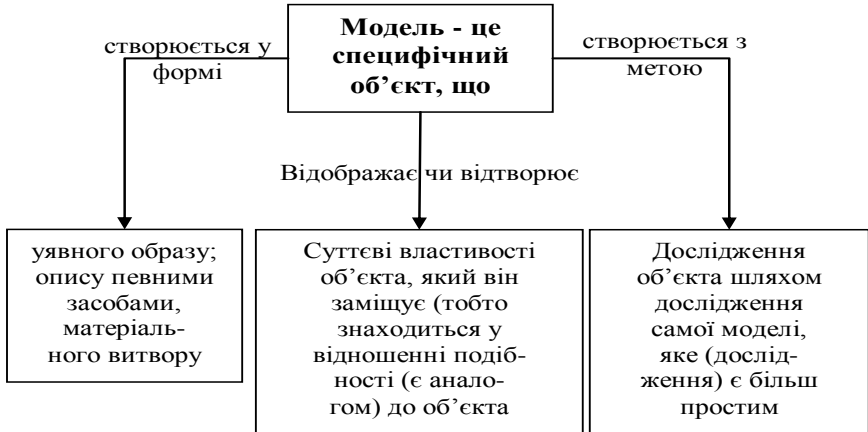 Модель - це
специфічний
об’єкт, що
створюється у
формі
створюється з
метою
Відображає чи відтворює
уявного образу;
опису певними
засобами,
матеріаль-
ного витвору
Суттєві властивості
об’єкта, який він
заміщує (тобто
знаходиться у
відношенні подіб-
ності (є анало-
гом) до об’єкта
Дослідження
об’єкта шляхом
дослідження
самої моделі,
яке (дослід-
ження) є більш
простим